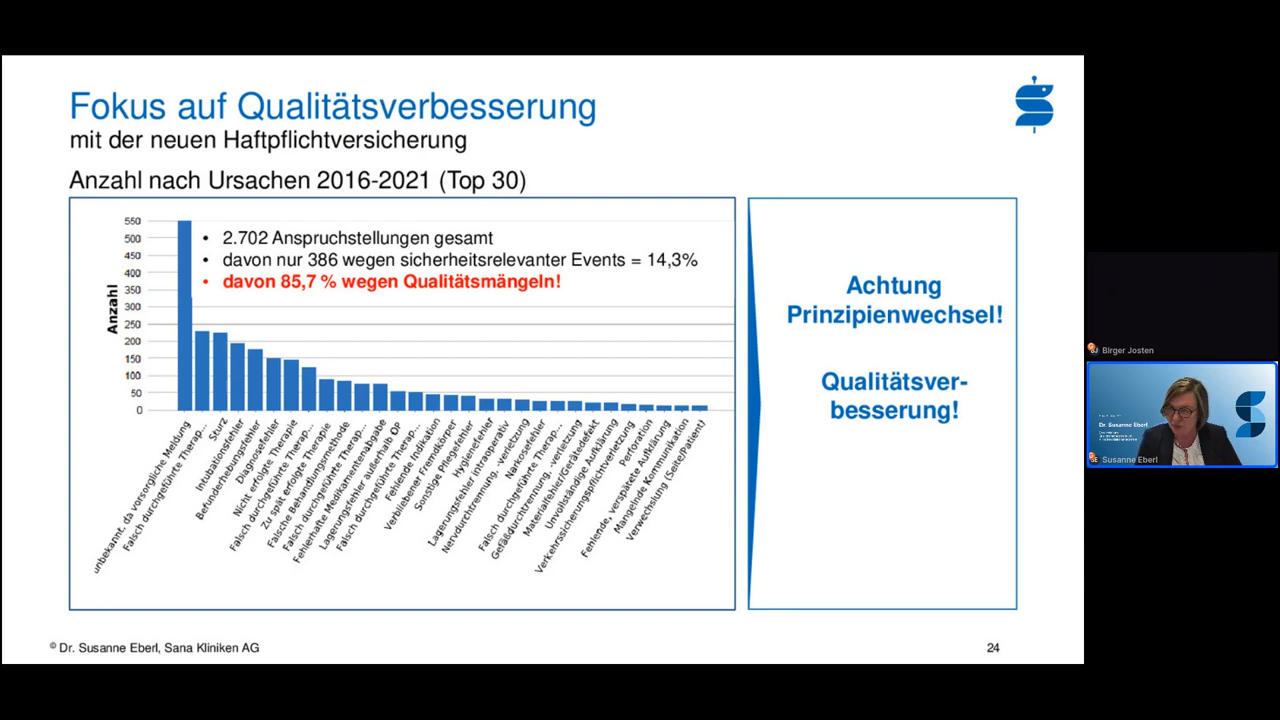 Fokus auf Qualitätsverbesserung
mit der neuen Haftpflichtversicherung
Anzahl nach Ursachen 2016-2021 (Top 30)
• 2.702 Anspruchstellungen gesamt
• davon nur 386 wegen sicherheitsrelevanter Events = 14,3%
• davon 85,7 % wegen Qualitätsmängeln!
Anzahl
550
500
450
400
350
300
250
200
150
100
50
0
unbekannt, da vorsorgliche Meldung
Falsch durchgeführte Therap...
Sturz
Intubationsfehler
Befunderhebungsfehler
Diagnosefehler
Nicht erfolgte Therapie
Falsch durchgeführte Therap...
Zu spät erfolgte Therapie
Falsche Behandlungsmethode
Falsch durchgeführte Therap...
Fehlerhafte Medikamentenabgabe
Lagerungsfehler außerhalb OP
Falsch durchgeführte Therap...
Fehlende Indikation
Verbliebener Fremdkörper
Sonstige Pflegefehler
Hygienefehler
Lagerungsfehler intraoperativ
Nervdurchtrennung, -verletzung
Narkosefehler
Falsch durchgeführte Therap...
Gefäßdurchtrennung, -verletzung
Materialfehler/Gerätedefekt
Unvollständige Aufklärung
Verkehrssicherungspflichtverletzung
Perforation
Fehlende, verspätete Aufklärung
Mangelnde Kommunikation
Verwechslung (Seite/Patient)
Achtung
Prinzipienwechsel!
Qualitätsver-
besserung!
© Dr. Susanne Eberl, Sana Kliniken AG
24
Birger Josten
Dr. Susanne Eberl
Susanne Eberl